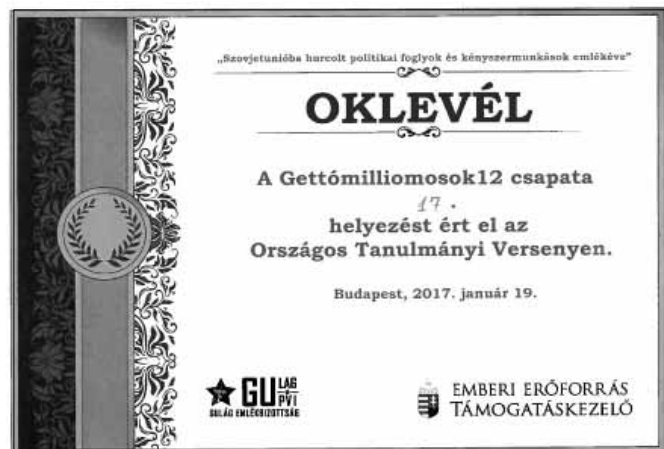 „Szovjetunióba hurcolt politikai foglyok és kényszermunkások emlékéve”
OKLEVÉL
A Gettómilliomosok12 csapata
17.
helyezést ért el az
Országos Tanulmányi Versenyen.
Budapest, 2017. január 19.
GULAG
PVI
GULÁG EMLÉKBIZOTTSÁG
EMBERI ERŐFORRÁS
TÁMOGATÁSKEZELŐ